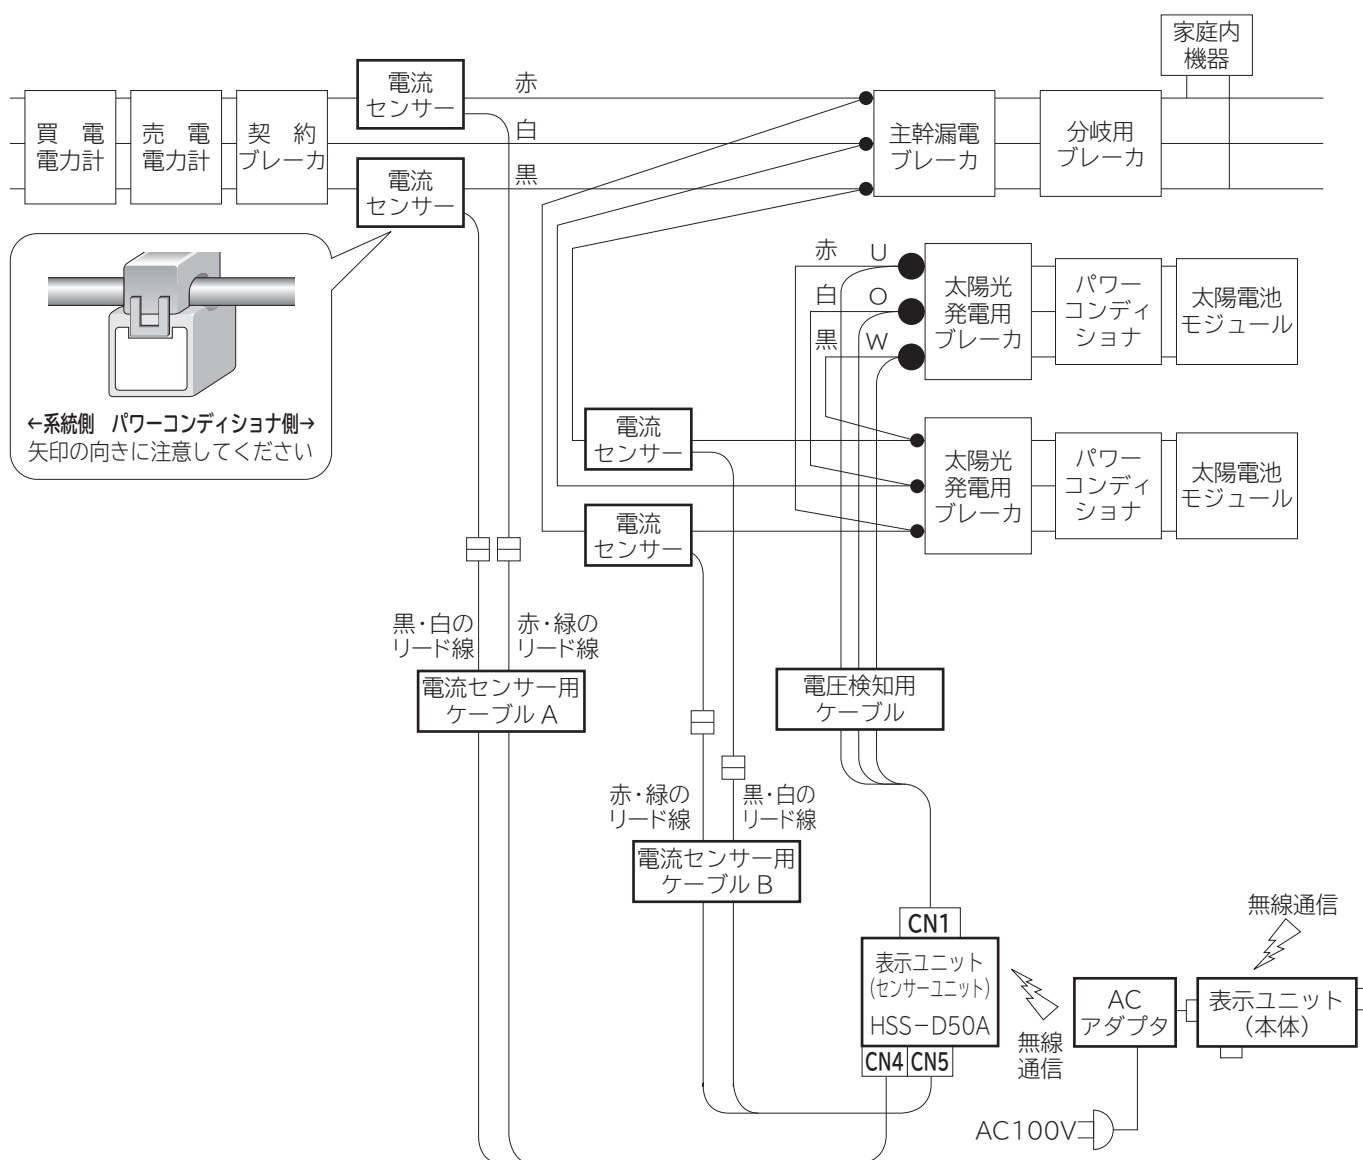 家庭内
機器
電流
センサー
赤
買　電
電力計
売　電
電力計
契　約
ブレーカ
白
主幹漏電
ブレーカ
分岐用
ブレーカ
電流
センサー
黒
←系統側　パワーコンディショナ側→
矢印の向きに注意してください
赤
U
白
O
黒
W
太陽光
発電用
ブレーカ
パワー
コンディ
ショナ
太陽電池
モジュール
電流
センサー
電流
センサー
太陽光
発電用
ブレーカ
パワー
コンディ
ショナ
太陽電池
モジュール
黒・白の
リード線
赤・緑の
リード線
電流センサー用
ケーブル A
電圧検知用
ケーブル
赤・緑の
リード線
黒・白の
リード線
電流センサー用
ケーブル B
CN1
表示ユニット
(センサーユニット)
HSS-D50A
CN4
CN5
無線
通信
AC
アダプタ
無線通信
表示ユニット
（本体）
AC100V